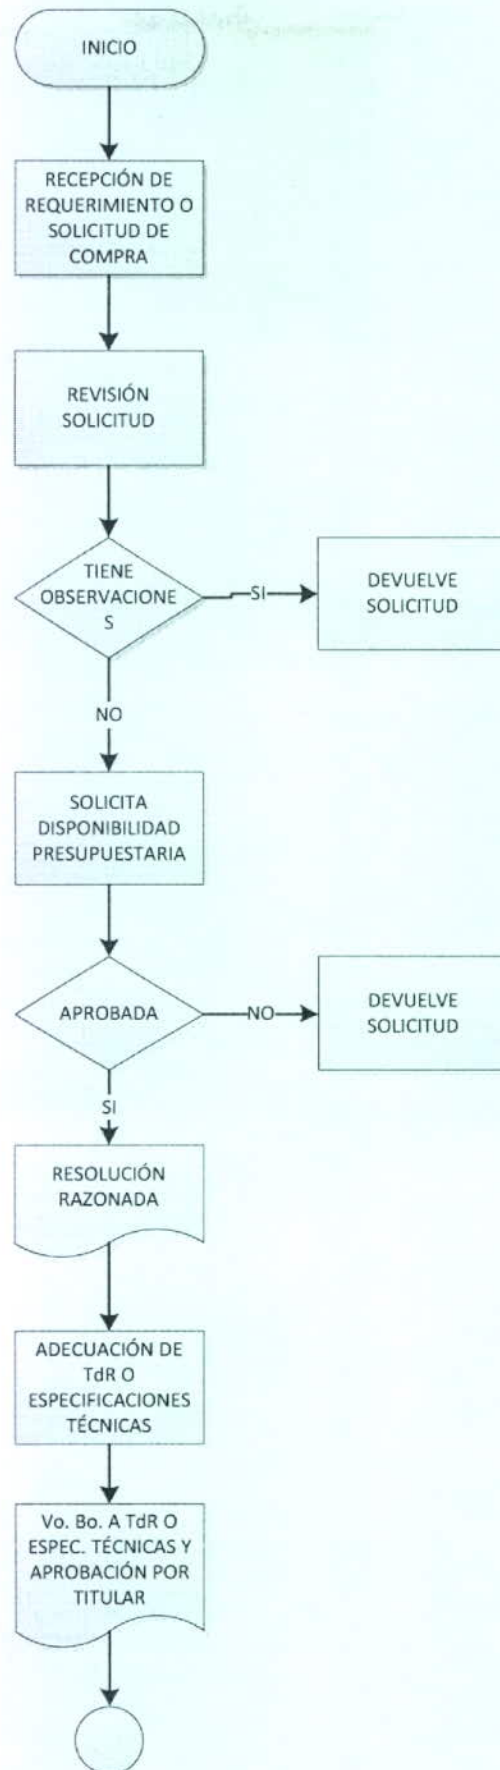 INICIO
RECEPCIÓN DE
REQUERIMIENTO O
SOLICITUD DE
COMPRA
REVISIÓN
SOLICITUD
TIENE
OBSERVACIONE
S
SI
DEVUELVE
SOLICITUD
NO
SOLICITA
DISPONIBILIDAD
PRESUPUESTARIA
APROBADA
NO
DEVUELVE
SOLICITUD
SI
RESOLUCIÓN
RAZONADA
ADECUACIÓN DE
TdR O
ESPECIFICACIONES
TÉCNICAS
Vo. Bo. A TdR O
ESPEC. TÉCNICAS Y
APROBACIÓN POR
TITULAR